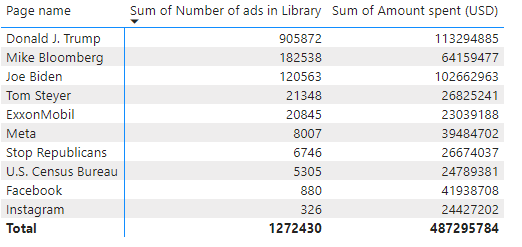 Page name Sum of Number of ads in Library Sum of Amount spent (USD)
Donald J. Trump 905872 113294885
Mike Bloomberg 182538 64159477
Joe Biden 120563 102662963
Tom Steyer 21348 26825241
ExxonMobil 20845 23039188
Meta 8007 39484702
Stop Republicans 6746 26674037
U.S. Census Bureau 5305 24789381
Facebook 880 41938708
Instagram 326 24427202
Total 1272430 487295784